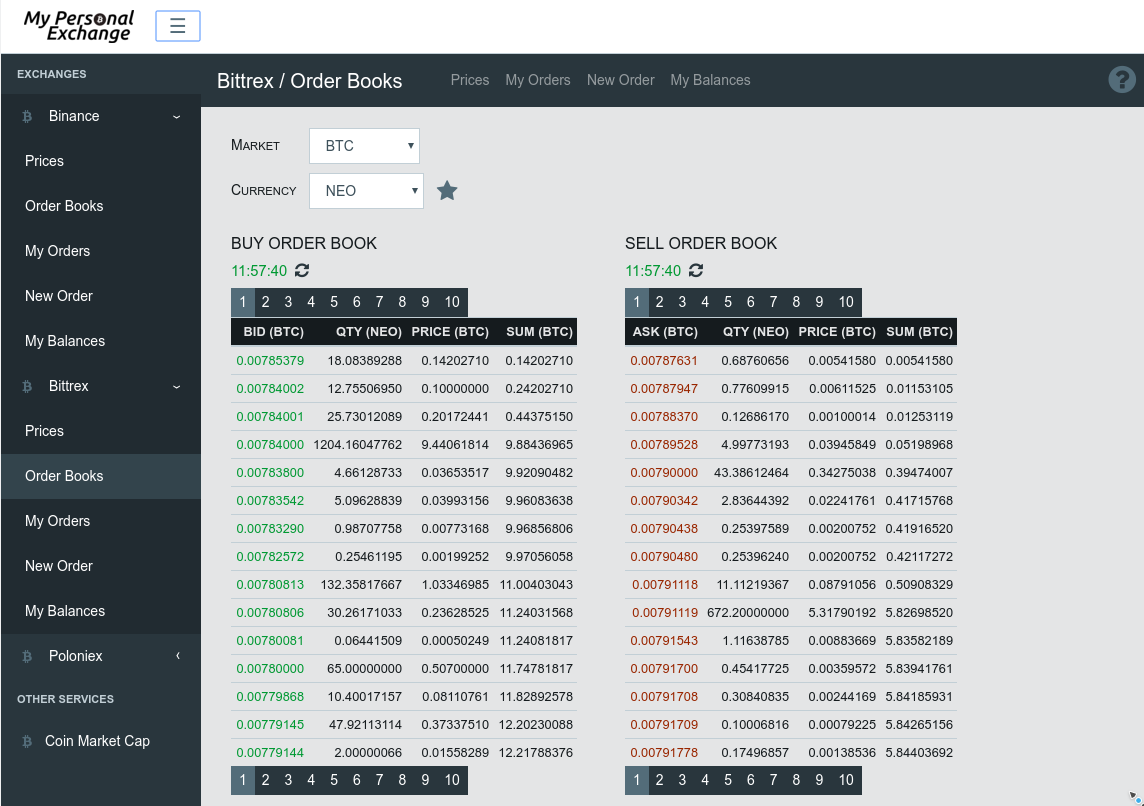 My Personal
Exchange
☰
EXCHANGES
Binance
Prices
Order Books
My Orders
New Order
My Balances
Bittrex
Prices
Order Books
My Orders
New Order
My Balances
Poloniex
OTHER SERVICES
Coin Market Cap
Bittrex / Order Books Prices My Orders New Order My Balances ?
MARKET BTC
CURRENCY NEO
BUY ORDER BOOK
11:57:40
1 2 3 4 5 6 7 8 9 10
BID (BTC) QTY (NEO) PRICE (BTC) SUM (BTC)
0.00785379 18.08389288 0.14202710 0.14202710
0.00784002 12.75506950 0.10000000 0.24202710
0.00784001 25.73012089 0.20172441 0.44375150
0.00784000 1204.16047762 9.44061814 9.88436965
0.00783800 4.66128733 0.03653517 9.92090482
0.00783542 5.09628839 0.03993156 9.96083638
0.00783290 0.98707758 0.00773168 9.96856806
0.00782572 0.25461195 0.00199252 9.97056058
0.00780813 132.35817667 1.03346985 11.00403043
0.00780806 30.26171033 0.23628525 11.24031568
0.00780081 0.06441509 0.00050249 11.24081817
0.00780000 65.00000000 0.50700000 11.74781817
0.00779868 10.40017157 0.08110761 11.82892578
0.00779145 47.92113114 0.37337510 12.20230088
0.00779144 2.00000066 0.01558289 12.21788376
1 2 3 4 5 6 7 8 9 10
SELL ORDER BOOK
11:57:40
1 2 3 4 5 6 7 8 9 10
ASK (BTC) QTY (NEO) PRICE (BTC) SUM (BTC)
0.00787631 0.68760656 0.00541580 0.00541580
0.00787947 0.77609915 0.00611525 0.01153105
0.00788370 0.12686170 0.00100014 0.01253119
0.00789528 4.99773193 0.03945849 0.05198968
0.00790000 43.38612464 0.34275038 0.39474007
0.00790342 2.83644392 0.02241761 0.41715768
0.00790438 0.25397589 0.00200752 0.41916520
0.00790480 0.25396240 0.00200752 0.42117272
0.00791118 11.11219367 0.08791056 0.50908329
0.00791119 672.20000000 5.31790192 5.82698520
0.00791543 1.11638785 0.00883669 5.83582189
0.00791700 0.45417725 0.00359572 5.83941761
0.00791708 0.30840835 0.00244169 5.84185931
0.00791709 0.10006816 0.00079225 5.84265156
0.00791778 0.17496857 0.00138536 5.84403692
1 2 3 4 5 6 7 8 9 10